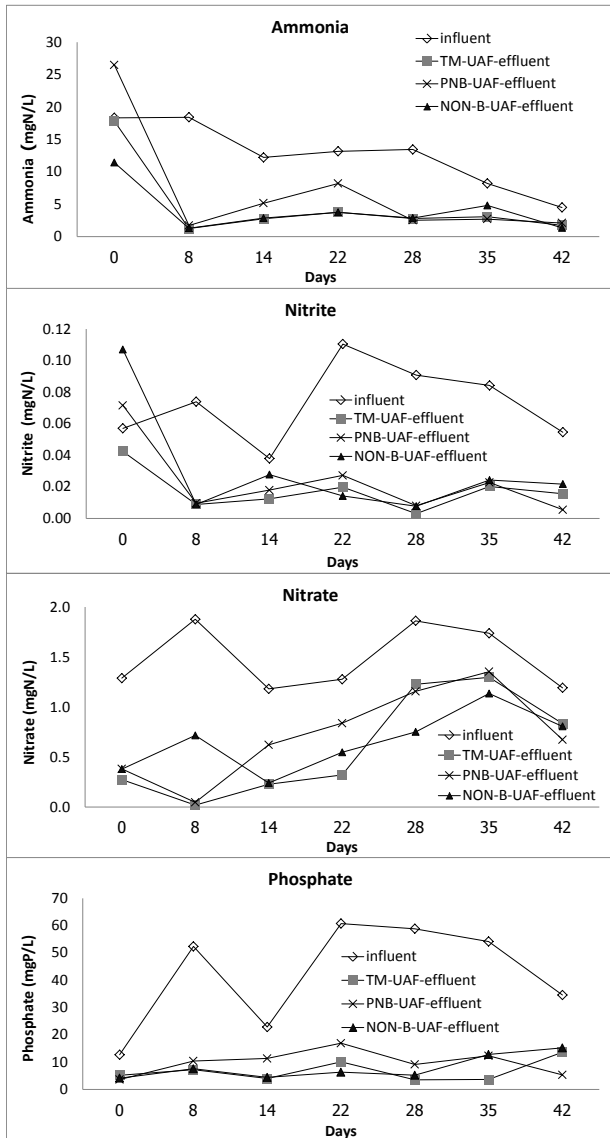 Ammonia
Ammonia (mgN/L)
30
25
20
15
10
5
0
influent
TM-UAF-effluent
PNB-UAF-effluent
NON-B-UAF-effluent
0 8 14 22 28 35 42
Days
Nitrite
Nitrite (mgN/L)
0.12
0.10
0.08
0.06
0.04
0.02
0.00
influent
TM-UAF-effluent
PNB-UAF-effluent
NON-B-UAF-effluent
0 8 14 22 28 35 42
Days
Nitrate
Nitrate (mgN/L)
2.0
1.5
1.0
0.5
0.0
influent
TM-UAF-effluent
PNB-UAF-effluent
NON-B-UAF-effluent
0 8 14 22 28 35 42
Days
Phosphate
Phosphate (mgP/L)
70
60
50
40
30
20
10
0
influent
TM-UAF-effluent
PNB-UAF-effluent
NON-B-UAF-effluent
0 8 14 22 28 35 42
Days